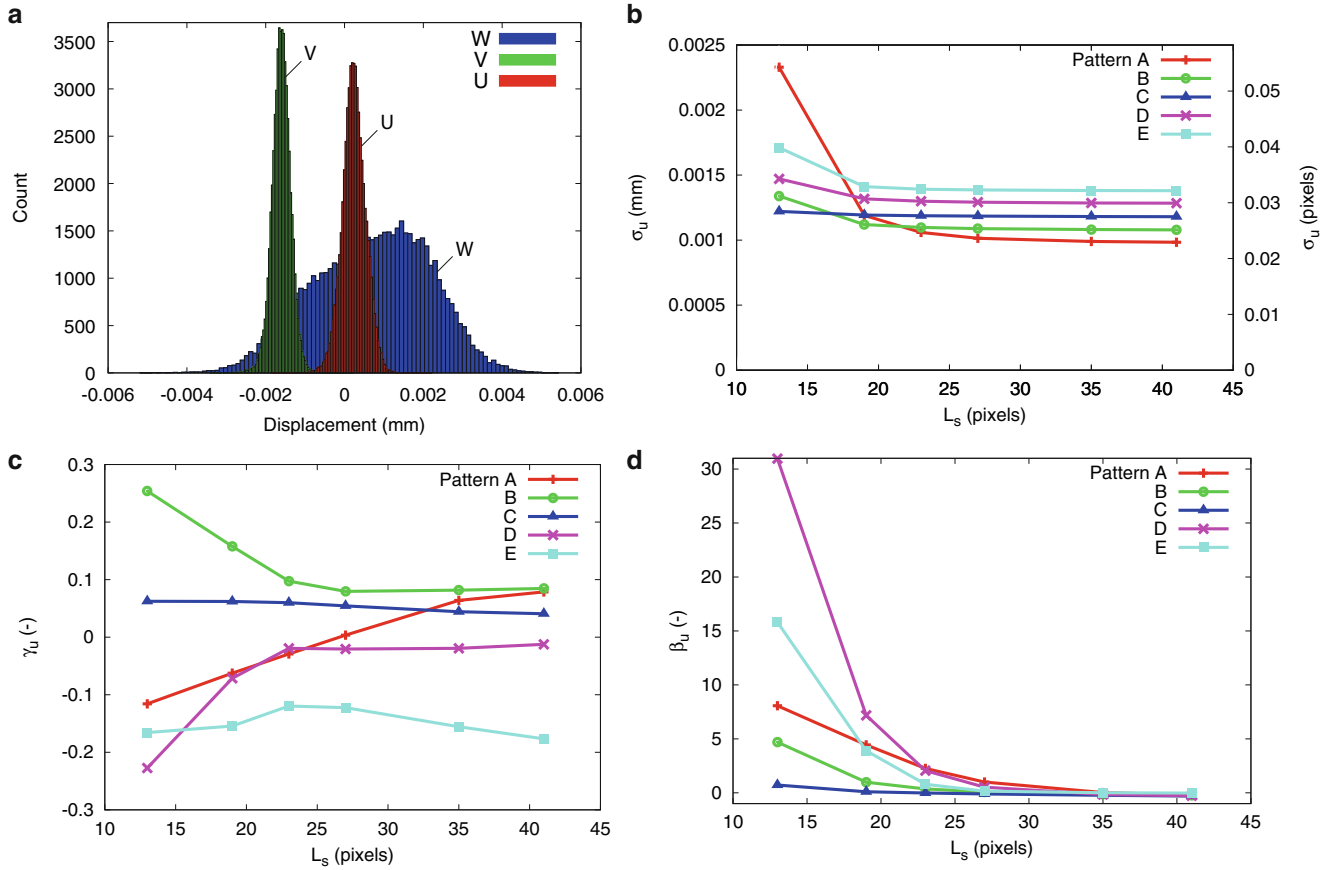 a
3500
3000
2500
2000
1500
1000
500
0
Count
-0.006
-0.004
-0.002
0
0.002
0.004
0.006
Displacement (mm)
W
V
U
V
U
W
b
0.0025
0.002
0.0015
0.001
0.0005
0
σu (mm)
0.05
0.04
0.03
0.02
0.01
0
σu (pixels)
10
15
20
25
30
35
40
45
Ls (pixels)
Pattern A
B
C
D
E
c
0.3
0.2
0.1
0
-0.1
-0.2
-0.3
γu (-)
10
15
20
25
30
35
40
45
Ls (pixels)
Pattern A
B
C
D
E
d
30
25
20
15
10
5
0
βu (-)
10
15
20
25
30
35
40
45
Ls (pixels)
Pattern A
B
C
D
E